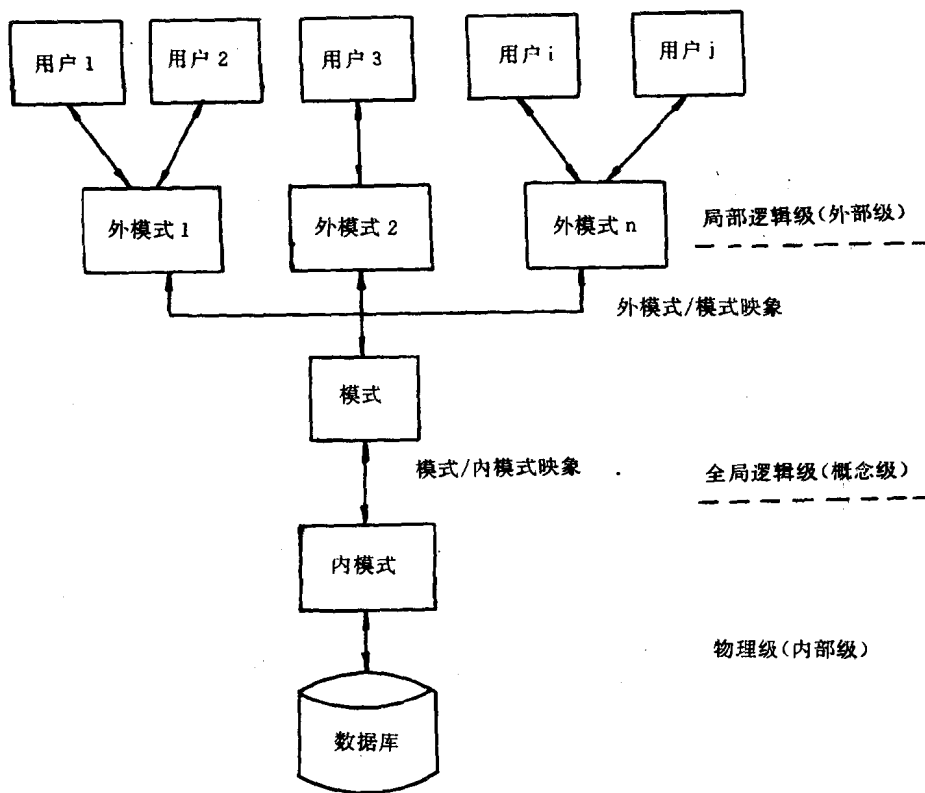 用户1
用户2
用户3
用户i
用户j
外模式1
外模式2
外模式n
局部逻辑级(外部级)
外模式/模式映象
模式
模式/内模式映象
全局逻辑级(概念级)
内模式
物理级(内部级)
数据库